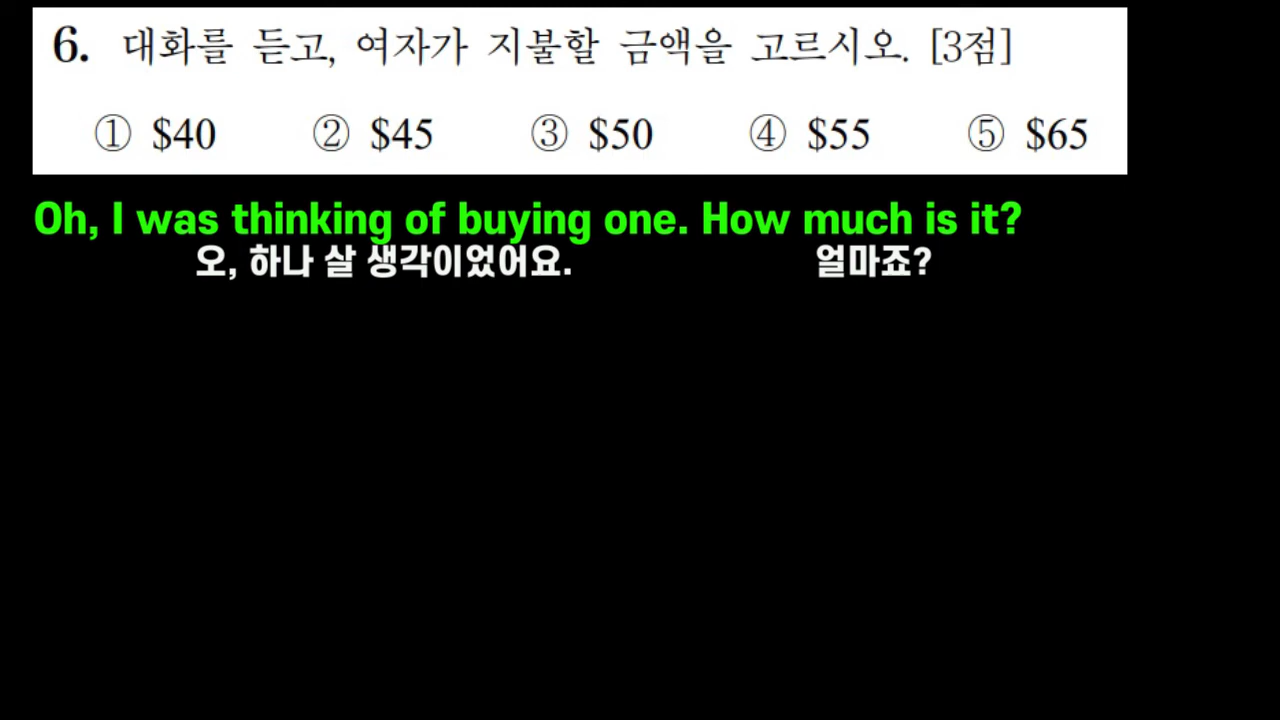 6. 대화를 듣고, 여자가 지불할 금액을 고르시오. [3점]
① $40 ② $45 ③ $50 ④ $55 ⑤ $65
Oh, I was thinking of buying one. How much is it?
오, 하나 살 생각이었어요. 얼마죠?